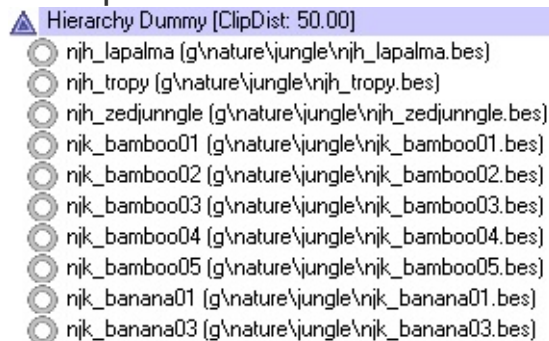 Hierarchy Dummy [ClipDist: 50.00]
njh_lapalma (g\nature\jungle\njh_lapalma.bes)
njh_tropy (g\nature\jungle\njh_tropy.bes)
njh_zedjunngle (g\nature\jungle\njh_zedjunngle.bes)
njk_bamboo01 (g\nature\jungle\njk_bamboo01.bes)
njk_bamboo02 (g\nature\jungle\njk_bamboo02.bes)
njk_bamboo03 (g\nature\jungle\njk_bamboo03.bes)
njk_bamboo04 (g\nature\jungle\njk_bamboo04.bes)
njk_bamboo05 (g\nature\jungle\njk_bamboo05.bes)
njk_banana01 (g\nature\jungle\njk_banana01.bes)
njk_banana03 (g\nature\jungle\njk_banana03.bes)